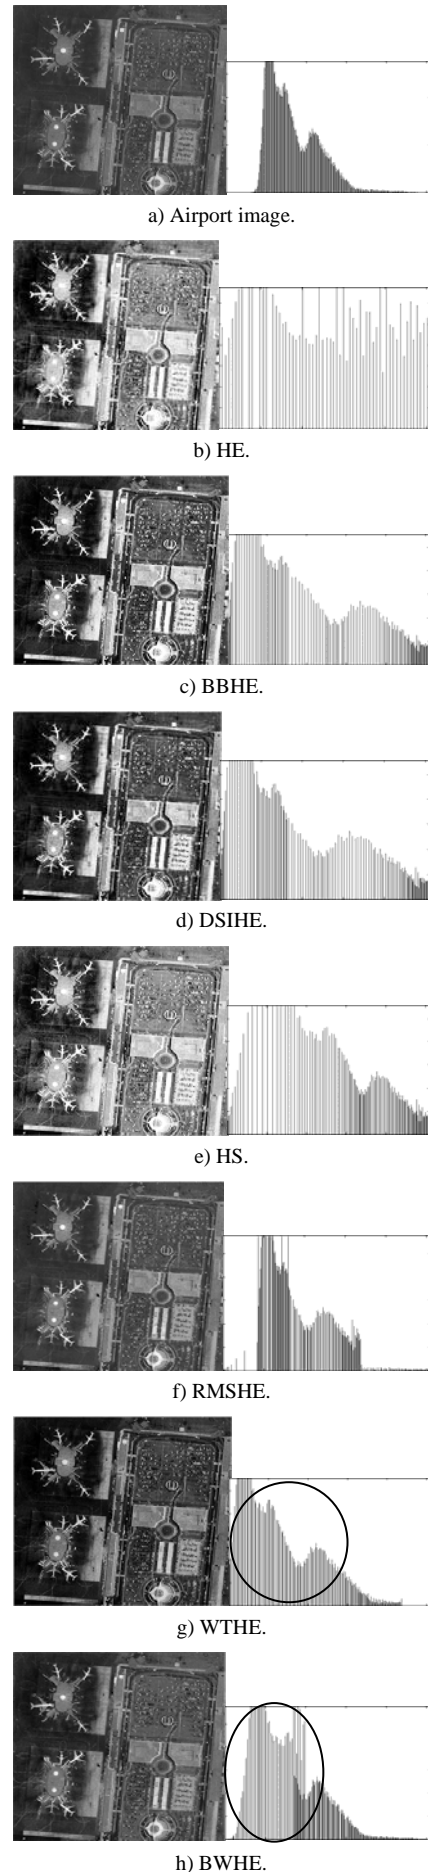 a) Airport image.
b) HE.
c) BBHE.
d) DSIHE.
e) HS.
f) RMSHE.
g) WTHE.
h) BWHE.